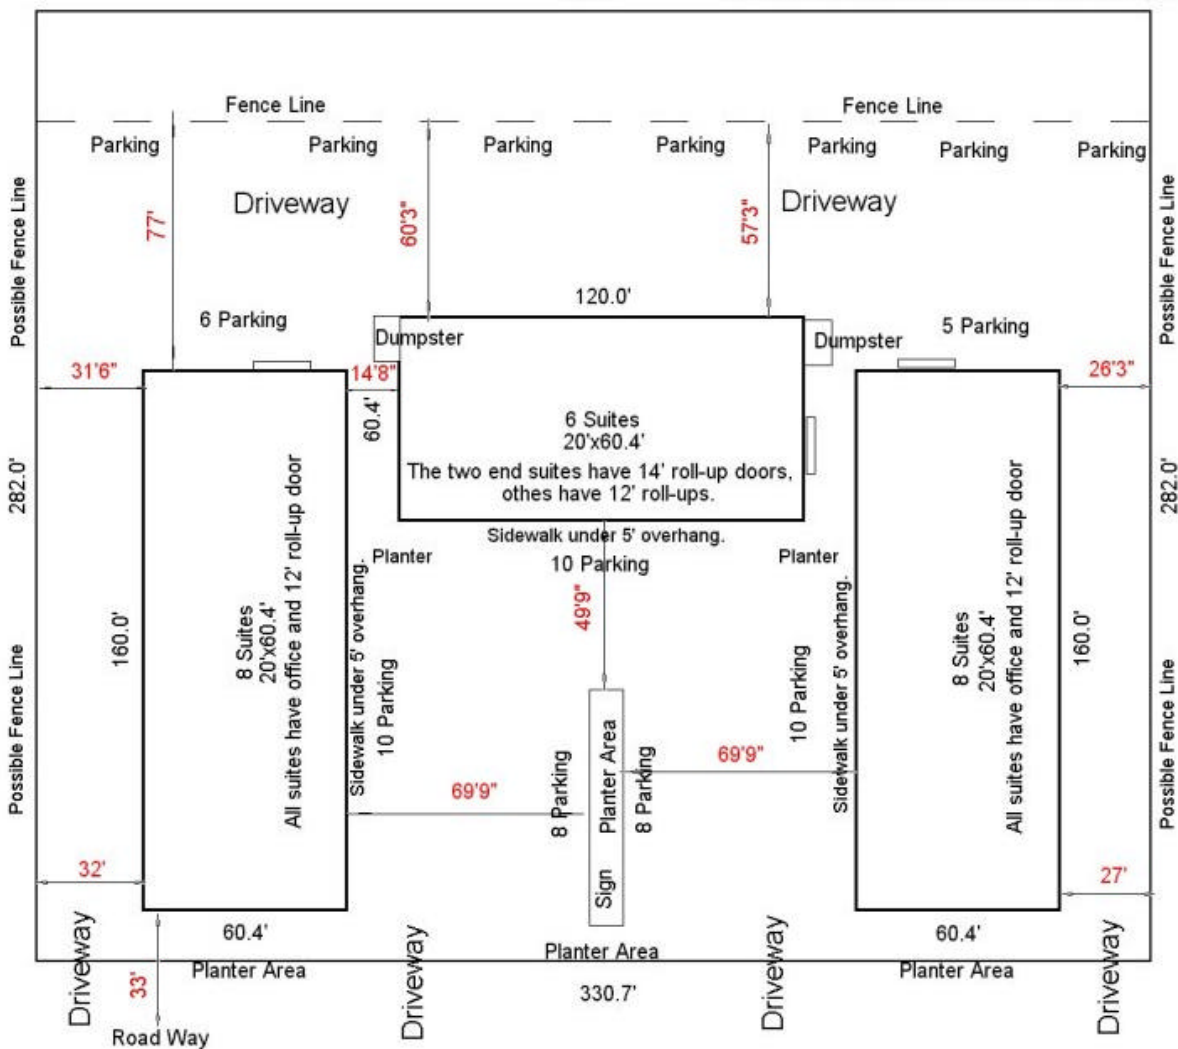 Fence Line
Fence Line
Parking
Parking
Parking
Parking
Parking
Parking
Parking
Possible Fence Line
Possible Fence Line
Driveway
Driveway
77'
60'3"
57'3"
120.0'
6 Parking
5 Parking
Dumpster
Dumpster
31'6"
14'8"
26'3"
60.4'
6 Suites
20'x60.4'
The two end suites have 14' roll-up doors,
othes have 12' roll-ups.
282.0'
282.0'
Sidewalk under 5' overhang.
10 Parking
Planter
Planter
49'9"
160.0'
8 Suites
20'x60.4'
All suites have office and 12' roll-up door
Sidewalk under 5' overhang.
10 Parking
10 Parking
Sidewalk under 5' overhang.
8 Suites
20'x60.4'
All suites have office and 12' roll-up door
160.0'
Possible Fence Line
Possible Fence Line
69'9"
69'9"
8 Parking
Sign Planter Area
8 Parking
32'
27'
60.4'
60.4'
Driveway
33'
Planter Area
Driveway
Planter Area
Driveway
Planter Area
Driveway
330.7'
Road Way